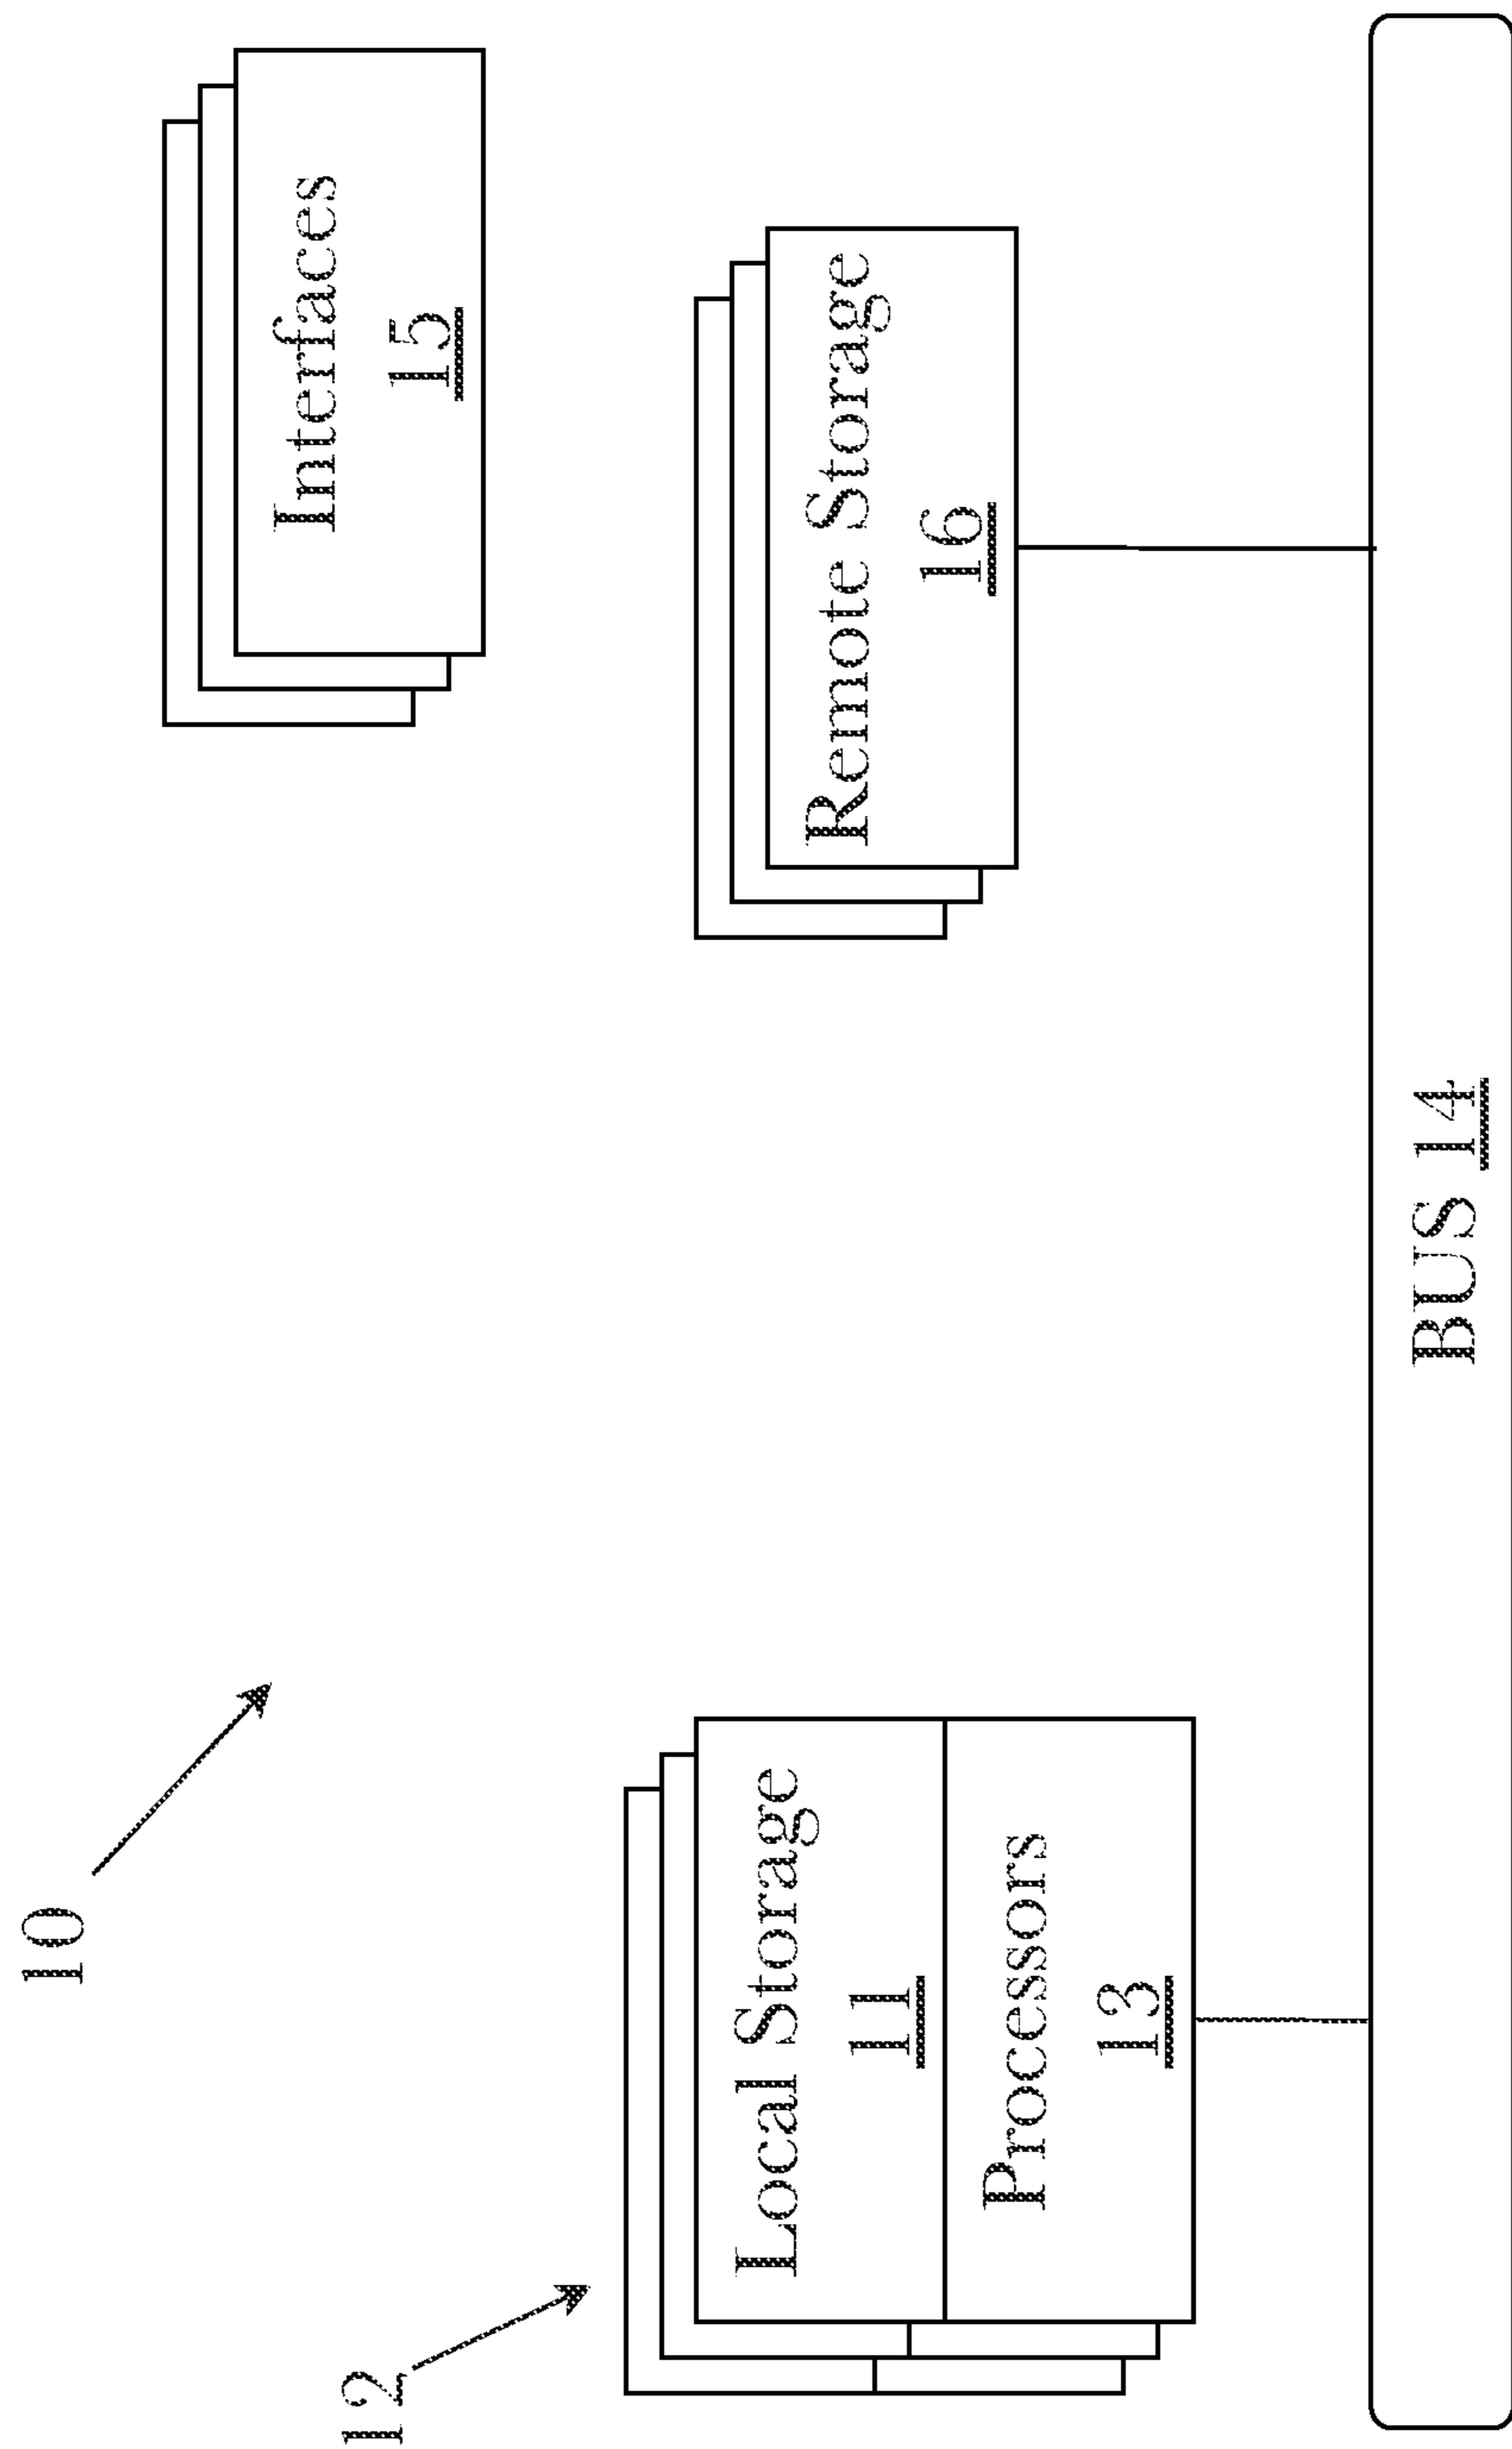 10
12
Interfaces
15
Local Storage
11
Processors
13
Remote Storage
16
BUS 14